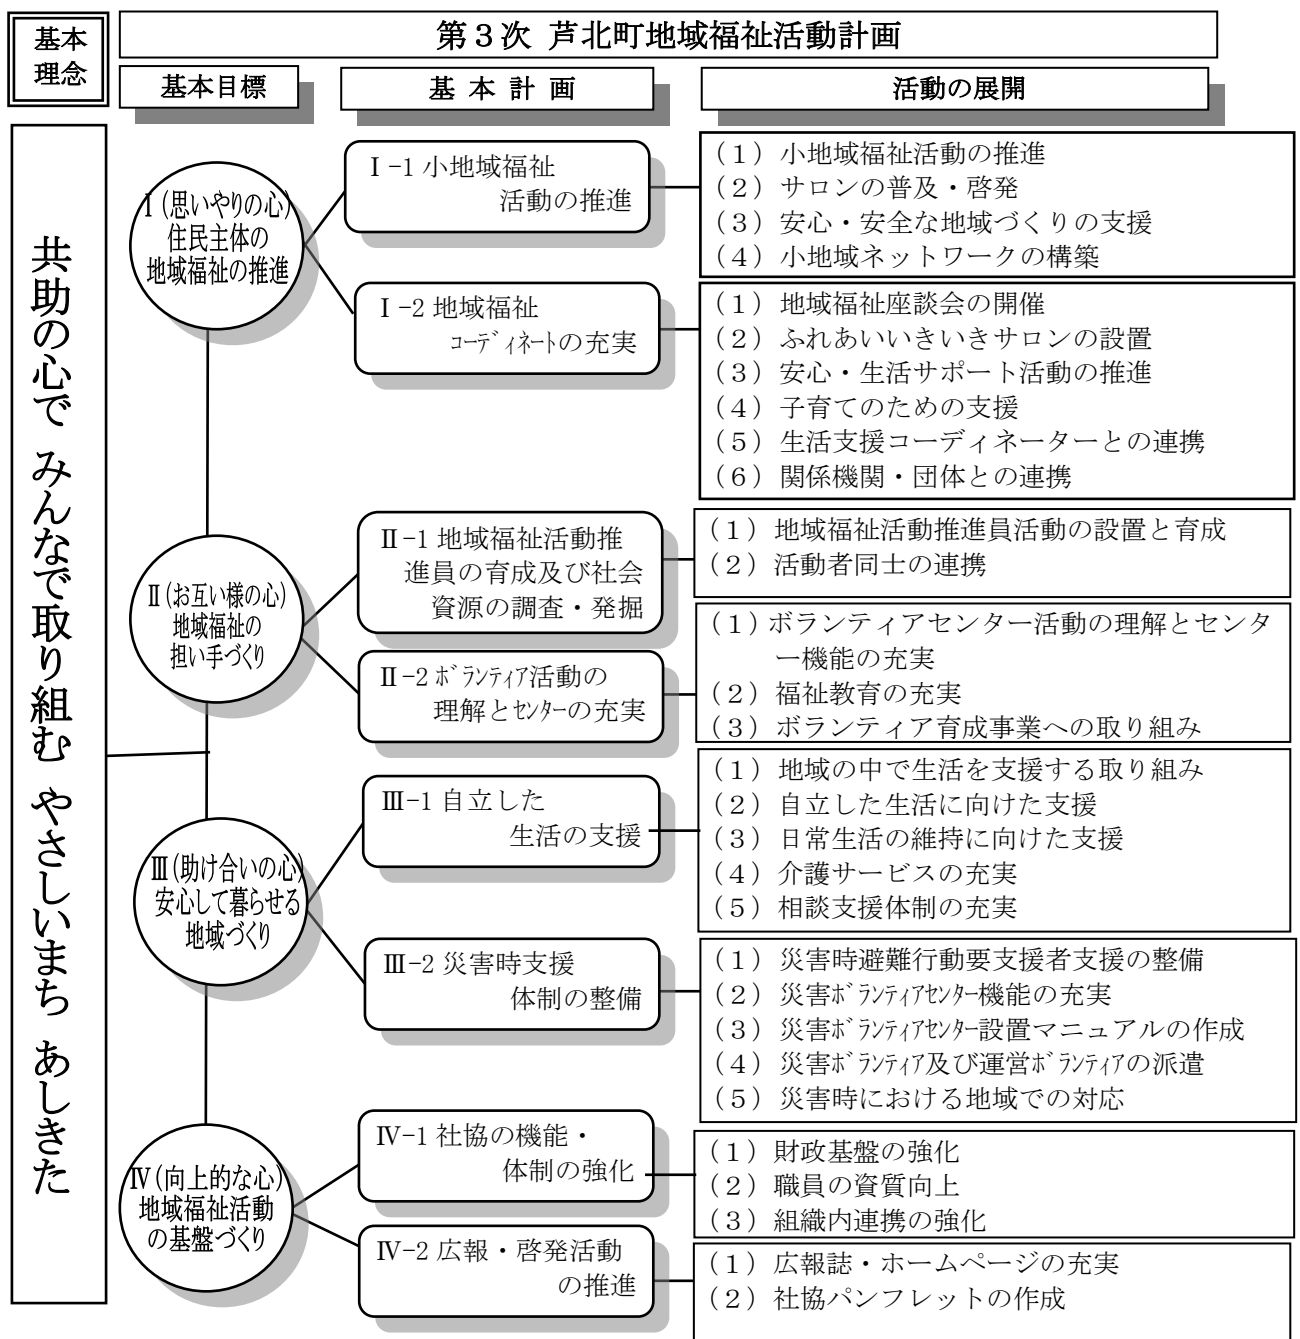 基本
理念
第3次 芦北町地域福祉活動計画
基本目標
基 本 計 画
活動の展開
共助の心で みんなで取り組む やさしいまち あしきた
Ⅰ(思いやりの心)
住民主体の
地域福祉の推進
Ⅰ-1 小地域福祉
活動の推進
(1)小地域福祉活動の推進
(2)サロンの普及・啓発
(3)安心・安全な地域づくりの支援
(4)小地域ネットワークの構築
Ⅰ-2 地域福祉
ｺｰﾃﾞｨﾈｰﾄの充実
(1)地域福祉座談会の開催
(2)ふれあいいきいきサロンの設置
(3)安心・生活サポート活動の推進
(4)子育てのための支援
(5)生活支援コーディネーターとの連携
(6)関係機関・団体との連携
Ⅱ(お互い様の心)
地域福祉の
担い手づくり
Ⅱ-1 地域福祉活動推
進員の育成及び社会
資源の調査・発掘
(1)地域福祉活動推進員活動の設置と育成
(2)活動者同士の連携
Ⅱ-2 ﾎﾞﾗﾝﾃｨｱ活動の
理解とｾﾝﾀｰの充実
(1)ボランティアセンター活動の理解とセンタ
ー機能の充実
(2)福祉教育の充実
(3)ボランティア育成事業への取り組み
Ⅲ(助け合いの心)
安心して暮らせる
地域づくり
Ⅲ-1 自立した
生活の支援
(1)地域の中で生活を支援する取り組み
(2)自立した生活に向けた支援
(3)日常生活の維持に向けた支援
(4)介護サービスの充実
(5)相談支援体制の充実
Ⅲ-2 災害時支援
体制の整備
(1)災害時避難行動要支援者支援の整備
(2)災害ﾎﾞﾗﾝﾃｨｱｾﾝﾀｰ機能の充実
(3)災害ﾎﾞﾗﾝﾃｨｱｾﾝﾀｰ設置マニュアルの作成
(4)災害ﾎﾞﾗﾝﾃｨｱ及び運営ﾎﾞﾗﾝﾃｨｱの派遣
(5)災害時における地域での対応
Ⅳ(向上的な心)
地域福祉活動
の基盤づくり
Ⅳ-1 社協の機能・
体制の強化
(1)財政基盤の強化
(2)職員の資質向上
(3)組織内連携の強化
Ⅳ-2 広報・啓発活動
の推進
(1)広報誌・ホームページの充実
(2)社協パンフレットの作成